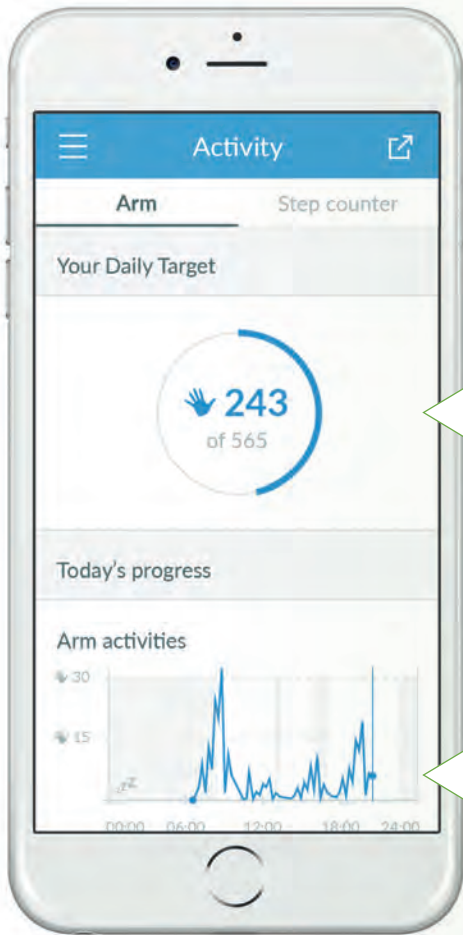 Activity
Arm Step counter
Your Daily Target
243
of 565
Today's progress
Arm activities
30
15
zzZ
00:00 06:00 12:00 18:00 24:00